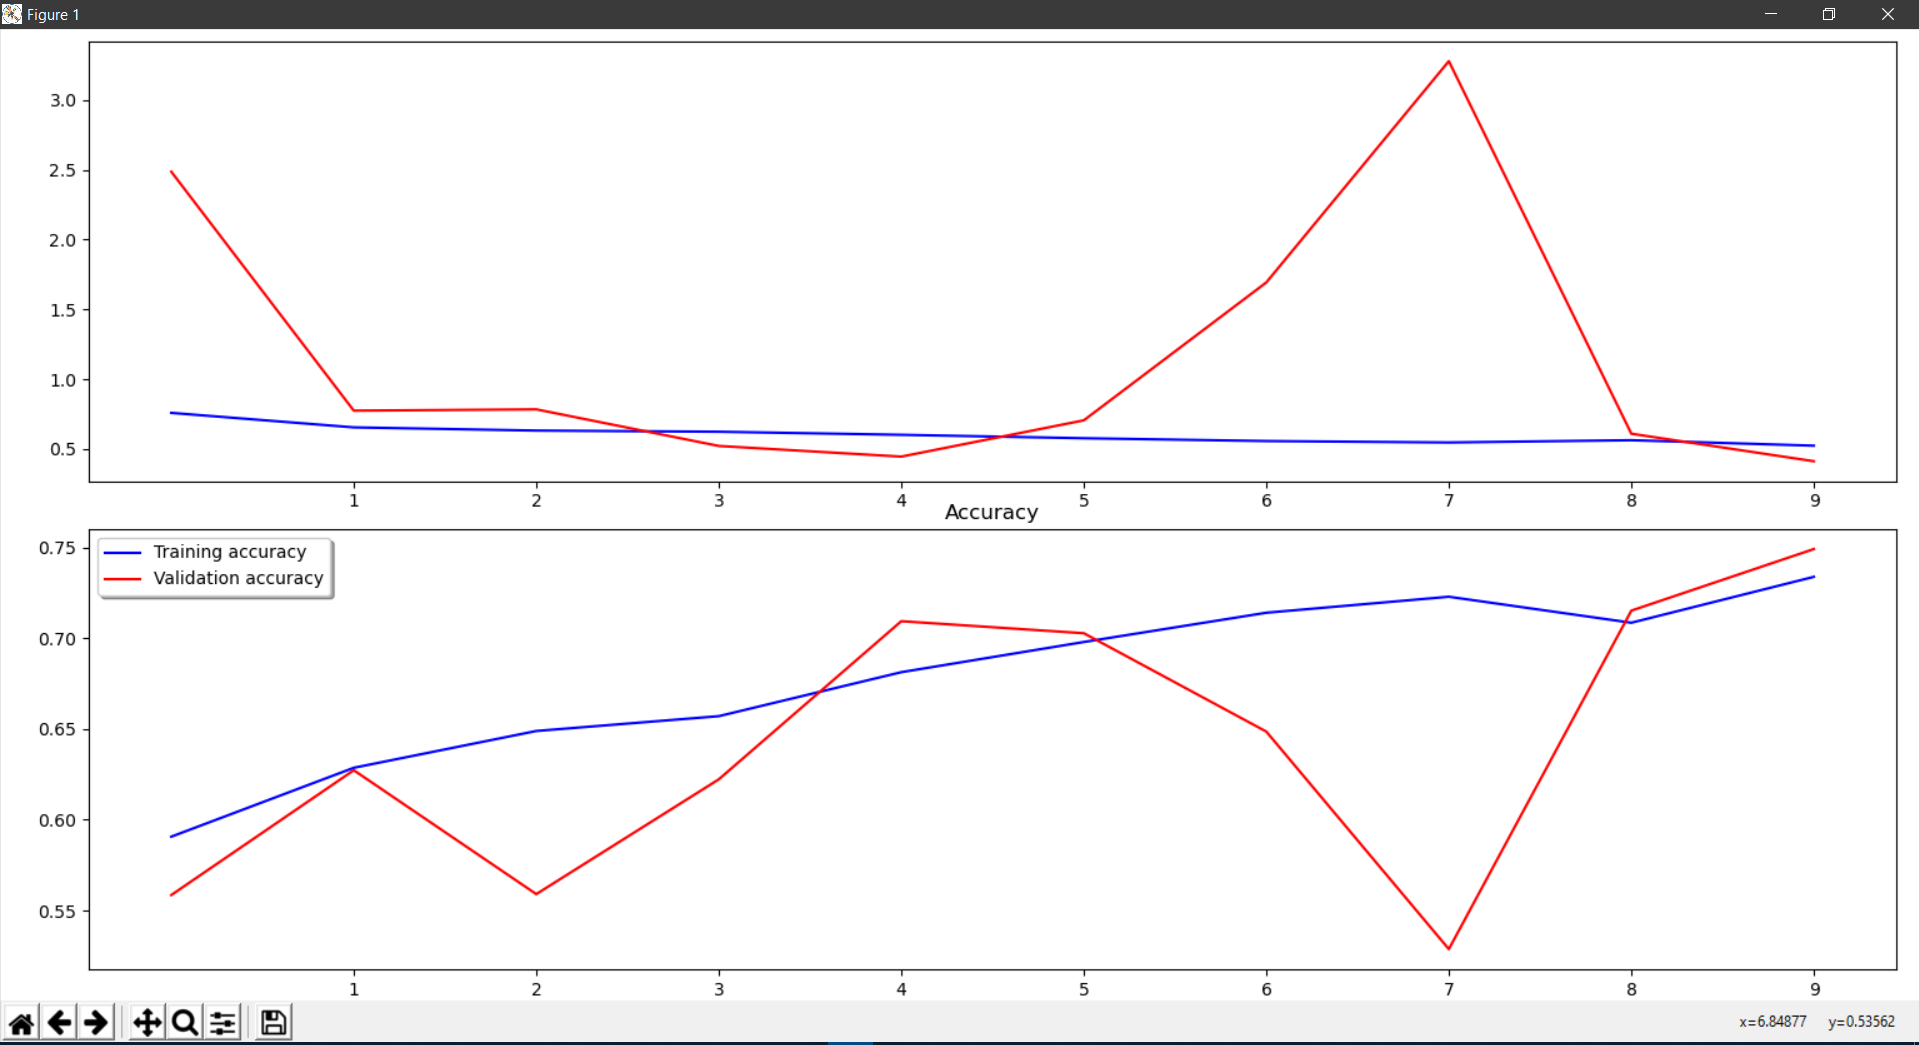 Figure 1
3.0
2.5
2.0
1.5
1.0
0.5
1 2 3 4 5 6 7 8 9
Accuracy
Training accuracy
Validation accuracy
0.75
0.70
0.65
0.60
0.55
1 2 3 4 5 6 7 8 9
x=6.84877 y=0.53562